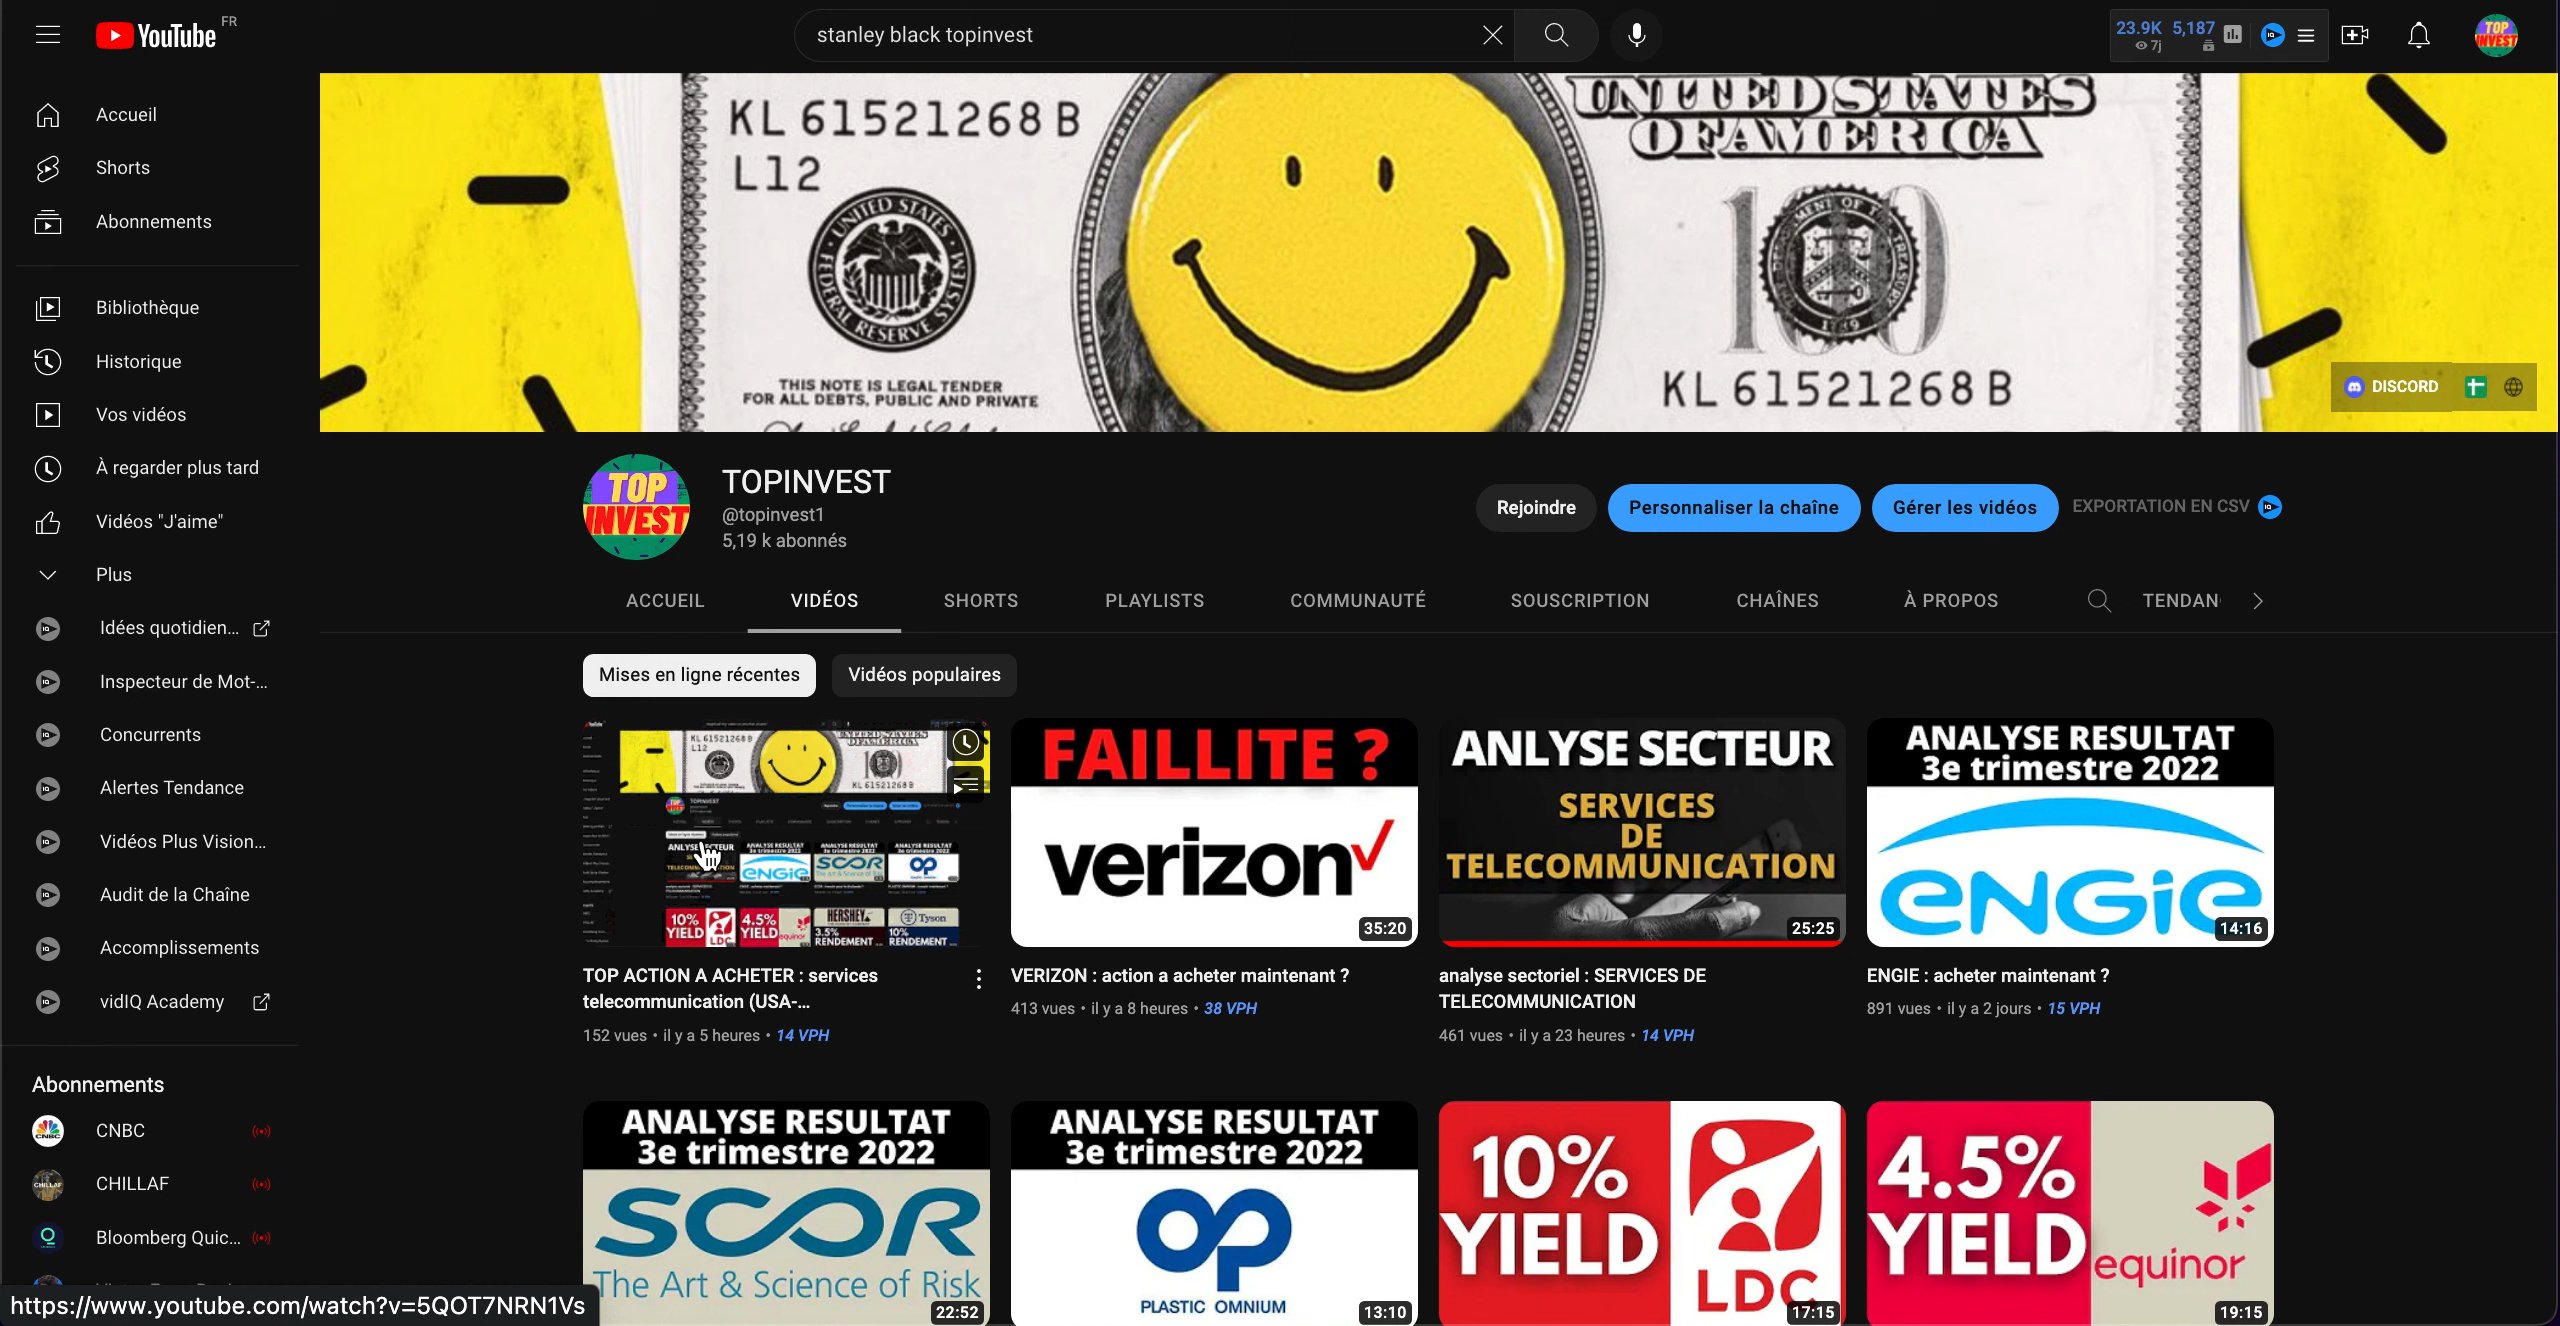 YouTube FR
stanley black topinvest
23.9K 5,187
7j
Accueil
Shorts
Abonnements
Bibliothèque
Historique
Vos vidéos
À regarder plus tard
Vidéos "J'aime"
Plus
Idées quotidien...
Inspecteur de Mot-...
Concurrents
Alertes Tendance
Vidéos Plus Vision...
Audit de la Chaîne
Accomplissements
vidIQ Academy
Abonnements
CNBC
CHILLAF
Bloomberg Quic...
https://www.youtube.com/watch?v=5QOT7NRN1Vs
KL 61521268 B
L12
UNITED STATES
FEDERAL RESERVE SYSTEM
THIS NOTE IS LEGAL TENDER
FOR ALL DEBTS, PUBLIC AND PRIVATE
UNITED STATES
OF AMERICA
100
KL 61521268 B
DISCORD
TOP
INVEST
TOPINVEST
@topinvest1
5,19 k abonnés
Rejoindre
Personnaliser la chaîne
Gérer les vidéos
EXPORTATION EN CSV
ACCUEIL
VIDÉOS
SHORTS
PLAYLISTS
COMMUNAUTÉ
SOUSCRIPTION
CHAÎNES
À PROPOS
TENDAN
Mises en ligne récentes
Vidéos populaires
TOP ACTION A ACHETER : services
telecommunication (USA-...
152 vues • il y a 5 heures • 14 VPH
FAILLITE ?
verizon
35:20
VERIZON : action a acheter maintenant ?
413 vues • il y a 8 heures • 38 VPH
ANLYSE SECTEUR
SERVICES
DE
TELECOMMUNICATION
25:25
analyse sectoriel : SERVICES DE
TELECOMMUNICATION
461 vues • il y a 23 heures • 14 VPH
ANALYSE RESULTAT
3e trimestre 2022
ENGIE
14:16
ENGIE : acheter maintenant ?
891 vues • il y a 2 jours • 15 VPH
ANALYSE RESULTAT
3e trimestre 2022
SCOR
The Art & Science of Risk
22:52
ANALYSE RESULTAT
3e trimestre 2022
OP
PLASTIC OMNIUM
13:10
10%
YIELD
LDC
17:15
4.5%
YIELD
equinor
19:15